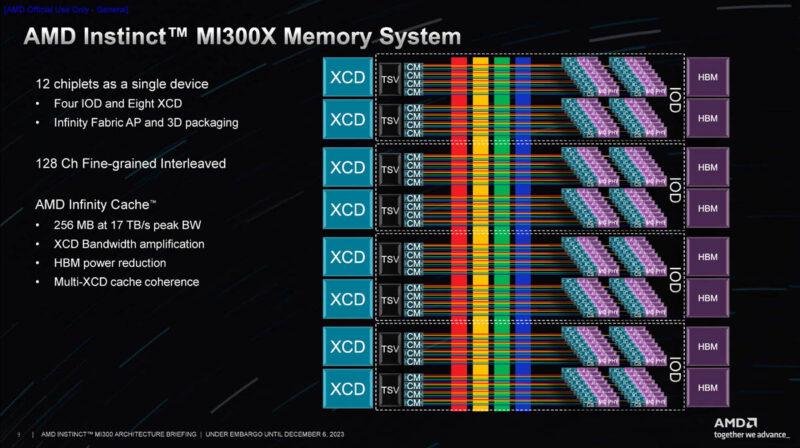 [AMD Official Use Only - General]
AMD Instinct™ MI300X Memory System
12 chiplets as a single device
• Four IOD and Eight XCD
• Infinity Fabric AP and 3D packaging
128 Ch Fine-grained Interleaved
AMD Infinity Cache™
• 256 MB at 17 TB/s peak BW
• XCD Bandwidth amplification
• HBM power reduction
• Multi-XCD cache coherence
XCD TSV CM CM CM CM HBM
XCD TSV CM CM CM CM HBM
IOD
XCD TSV CM CM CM CM HBM
XCD TSV CM CM CM CM HBM
IOD
XCD TSV CM CM CM CM HBM
XCD TSV CM CM CM CM HBM
IOD
XCD TSV CM CM CM CM HBM
XCD TSV CM CM CM CM HBM
IOD
9 | AMD INSTINCT™ MI300 ARCHITECTURE BRIEFING | UNDER EMBARGO UNTIL DECEMBER 6, 2023
AMD
together we advance_